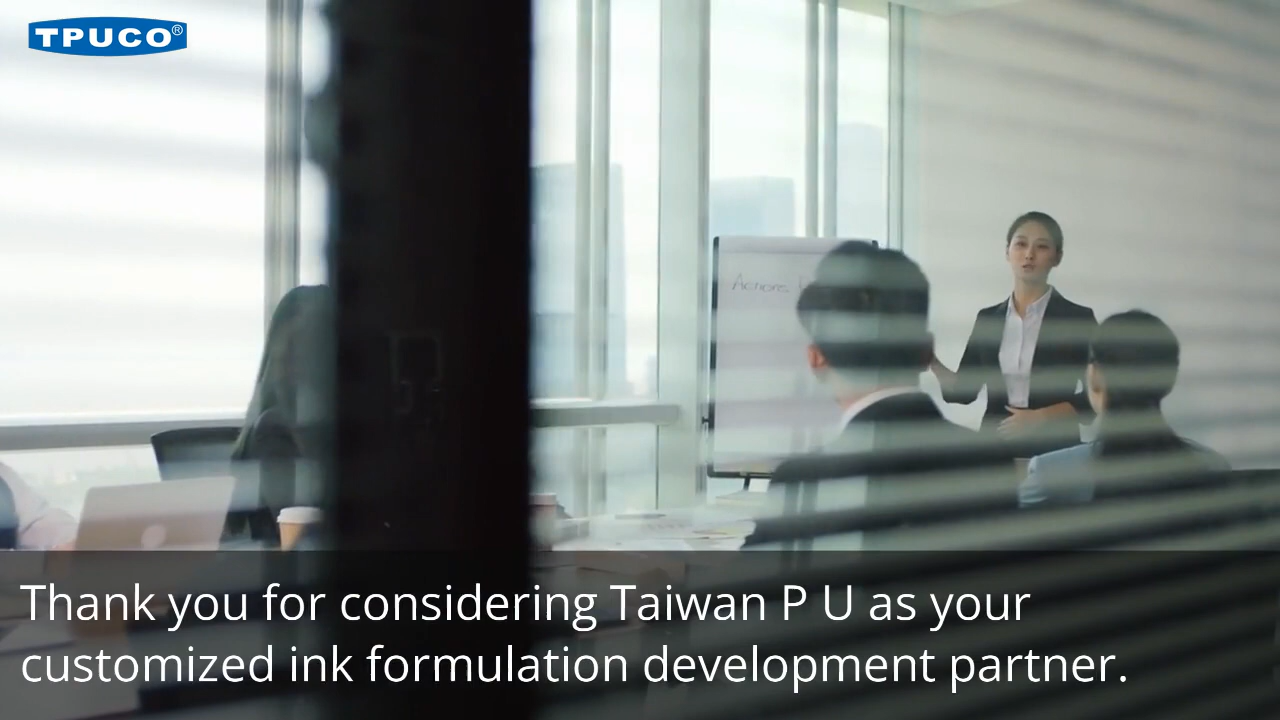 TPUCO®
Actions
Thank you for considering Taiwan P U as your
customized ink formulation development partner.